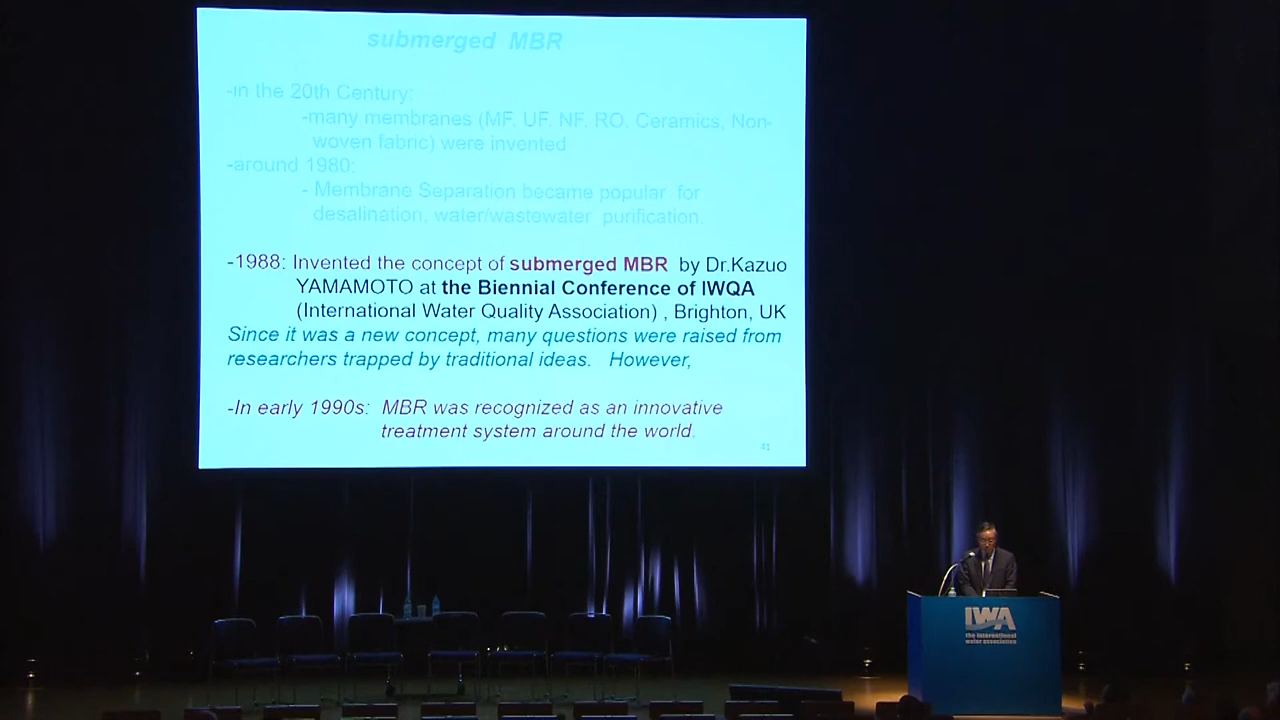 submerged MBR
-in the 20th Century:
-many membranes (MF. UF. NF. RO. Ceramics, Non-
woven fabric) were invented
-around 1980:
- Membrane Separation became popular for
desalination, water/wastewater purification.
-1988: Invented the concept of submerged MBR by Dr.Kazuo
YAMAMOTO at the Biennial Conference of IWQA
(International Water Quality Association) , Brighton, UK
Since it was a new concept, many questions were raised from
researchers trapped by traditional ideas. However,
-In early 1990s: MBR was recognized as an innovative
treatment system around the world.
41
IWA
the international
water association